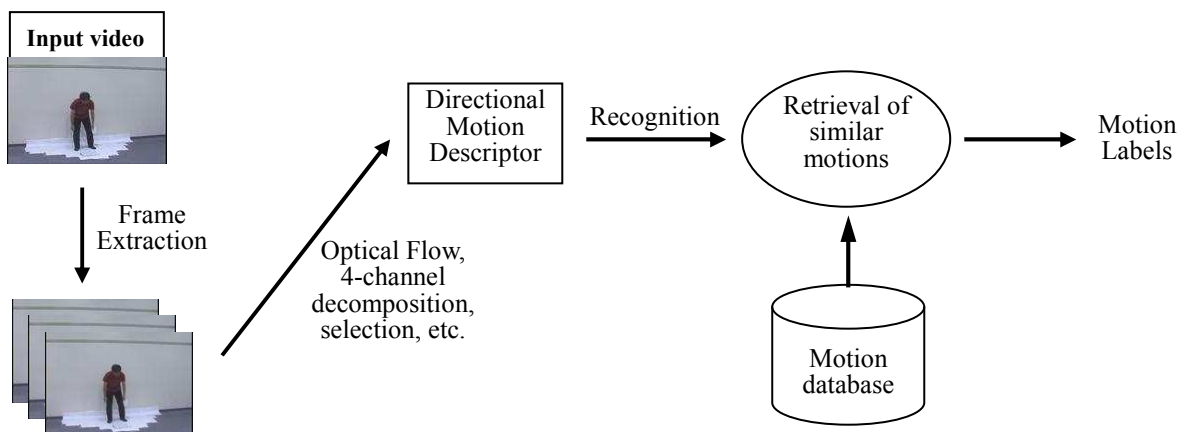 Input video
Frame
Extraction
Optical Flow,
4-channel
decomposition,
selection, etc.
Directional
Motion
Descriptor
Recognition
Retrieval of
similar
motions
Motion
database
Motion
Labels